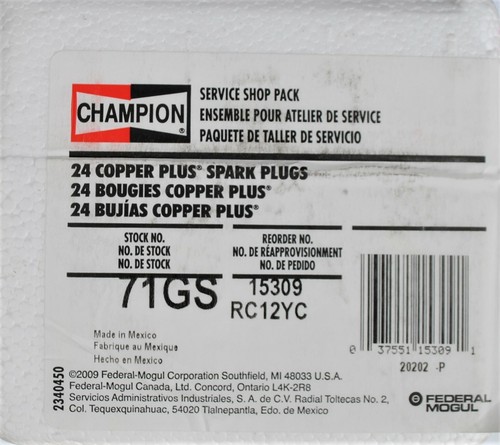 CHAMPION®
SERVICE SHOP PACK
ENSEMBLE POUR ATELIER DE SERVICE
PAQUETE DE TALLER DE SERVICIO
24 COPPER PLUS® SPARK PLUGS
24 BOUGIES COPPER PLUS®
24 BUJÍAS COPPER PLUS®
STOCK NO.
NO. DE STOCK
NO. DE STOCK
71GS
REORDER NO.
NO. DE RÉAPPROVISIONMENT
NO. DE PEDIDO
15309
RC12YC
Made in Mexico
Fabrique au Mexique
Hecho en Mexico
0 37551 15309 1
20202 -P
2340450
©2009 Federal-Mogul Corporation Southfield, MI 48033 U.S.A.
Federal-Mogul Canada, Ltd. Concord, Ontario L4K-2R8
Servicios Administrativos Industriales, S. A. de C.V. Radial Toltecas No. 2,
Col. Tequexquinahuac, 54020 Tlalnepantla, Edo. de Mexico
FEDERAL
MOGUL